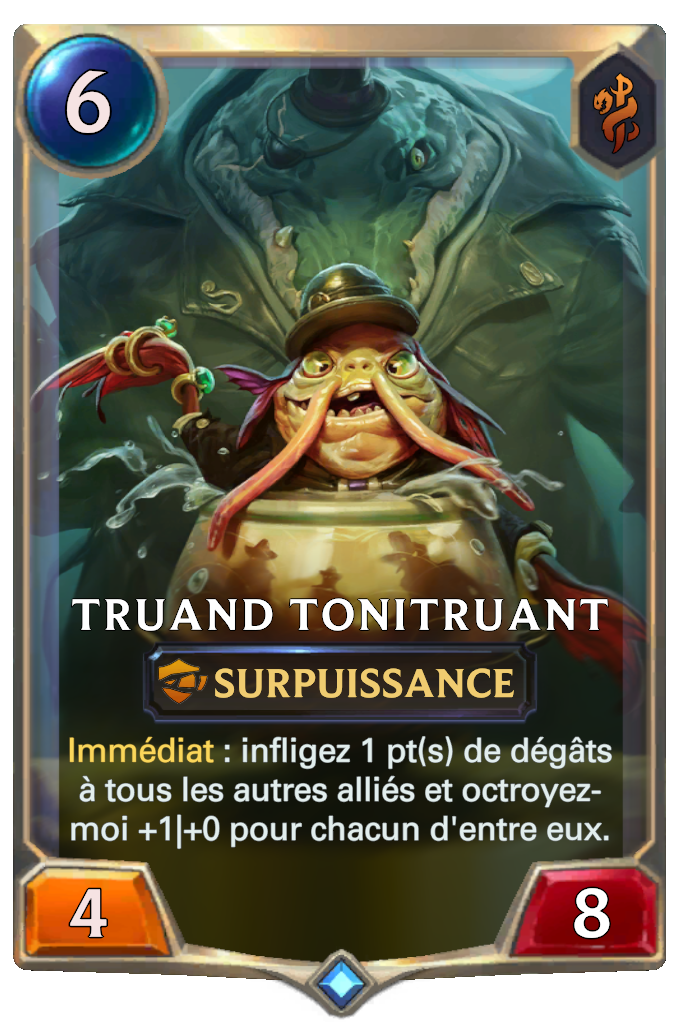 6
TRUAND TONITRUANT
SURPUISSANCE
Immédiat : infligez 1 pt(s) de dégâts
à tous les autres alliés et octroyez-
moi +1|+0 pour chacun d'entre eux.
4
8